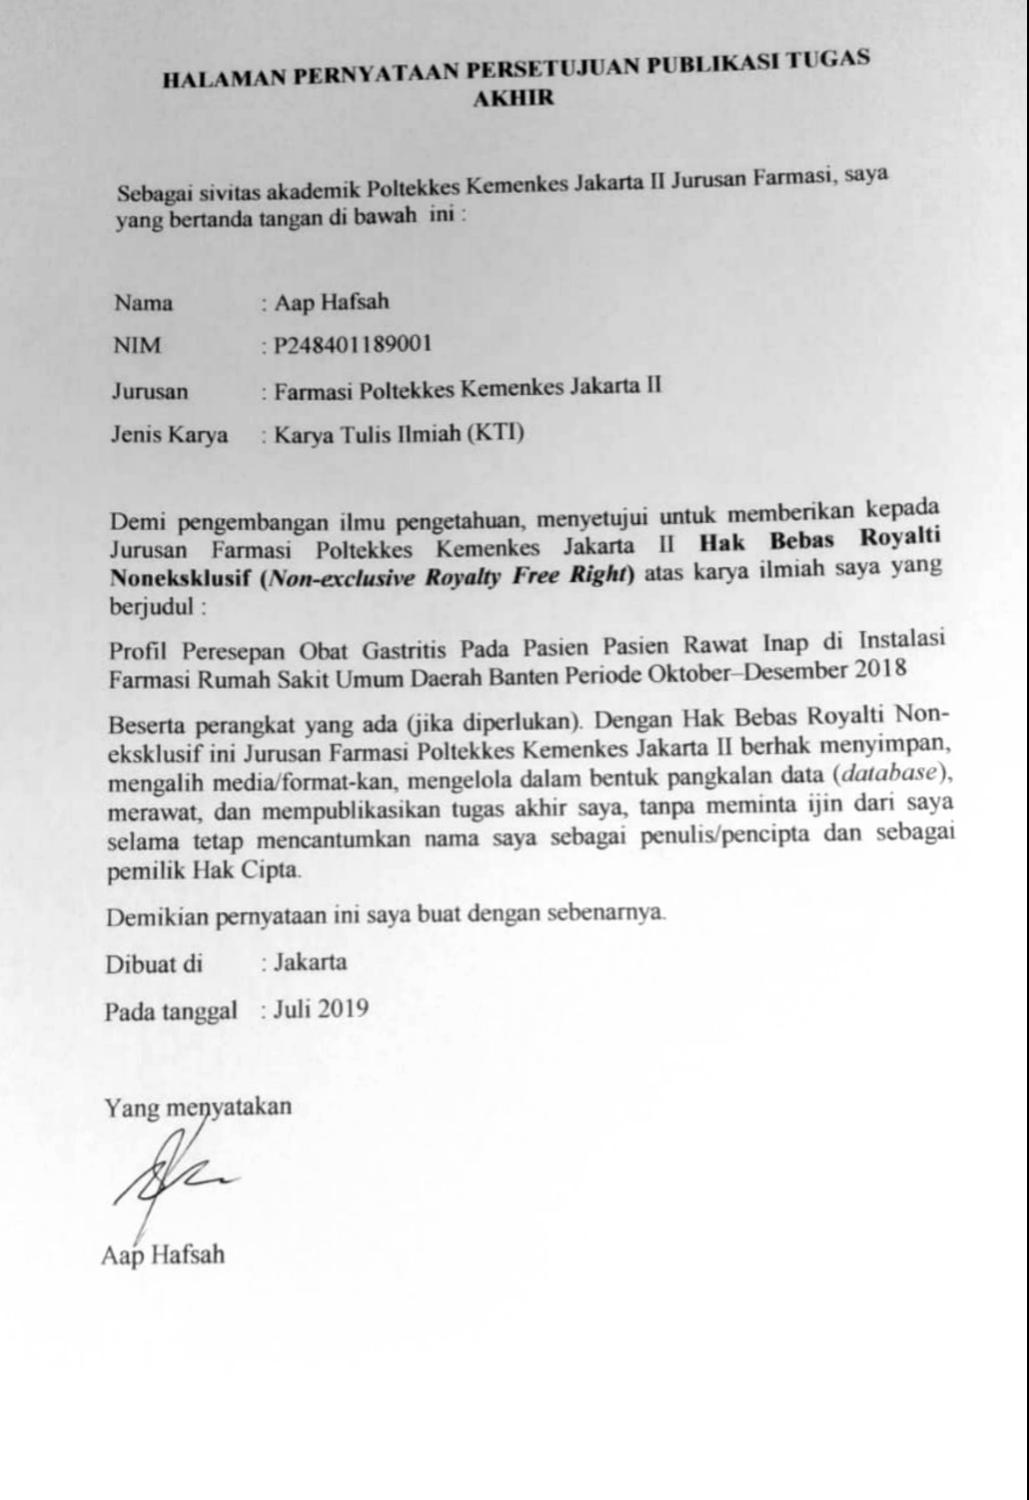 HALAMAN PERNYATAAN PERSETUJUAN PUBLIKASI TUGAS
AKHIR
Sebagai sivitas akademik Poltekkes Kemenkes Jakarta II Jurusan Farmasi, saya
yang bertanda tangan di bawah ini :
Nama : Aap Hafsah
NIM : P248401189001
Jurusan : Farmasi Poltekkes Kemenkes Jakarta II
Jenis Karya : Karya Tulis Ilmiah (KTI)
Demi pengembangan ilmu pengetahuan, menyetujui untuk memberikan kepada
Jurusan Farmasi Poltekkes Kemenkes Jakarta II Hak Bebas Royalti
Noneksklusif (Non-exclusive Royalty Free Right) atas karya ilmiah saya yang
berjudul :
Profil Peresepan Obat Gastritis Pada Pasien Pasien Rawat Inap di Instalasi
Farmasi Rumah Sakit Umum Daerah Banten Periode Oktober–Desember 2018
Beserta perangkat yang ada (jika diperlukan). Dengan Hak Bebas Royalti Non-
eksklusif ini Jurusan Farmasi Poltekkes Kemenkes Jakarta II berhak menyimpan,
mengalih media/format-kan, mengelola dalam bentuk pangkalan data (database),
merawat, dan mempublikasikan tugas akhir saya, tanpa meminta ijin dari saya
selama tetap mencantumkan nama saya sebagai penulis/pencipta dan sebagai
pemilik Hak Cipta.
Demikian pernyataan ini saya buat dengan sebenarnya.
Dibuat di : Jakarta
Pada tanggal : Juli 2019
Yang menyatakan
Aap Hafsah